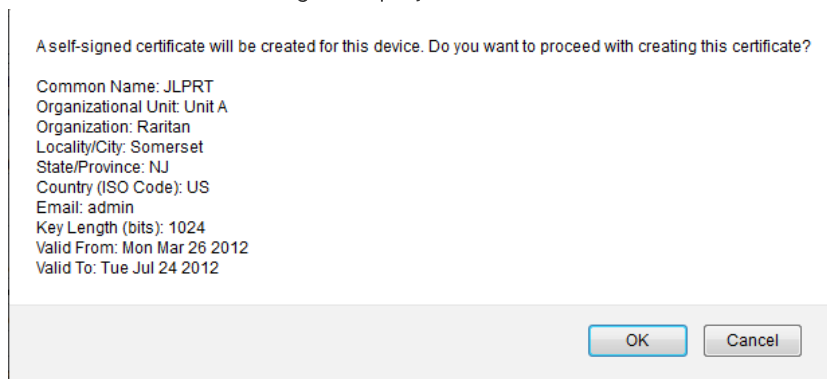 A self-signed certificate will be created for this device. Do you want to proceed with creating this certificate?
Common Name: JLPRT
Organizational Unit: Unit A
Organization: Raritan
Locality/City: Somerset
State/Province: NJ
Country (ISO Code): US
Email: admin
Key Length (bits): 1024
Valid From: Mon Mar 26 2012
Valid To: Tue Jul 24 2012
OK Cancel